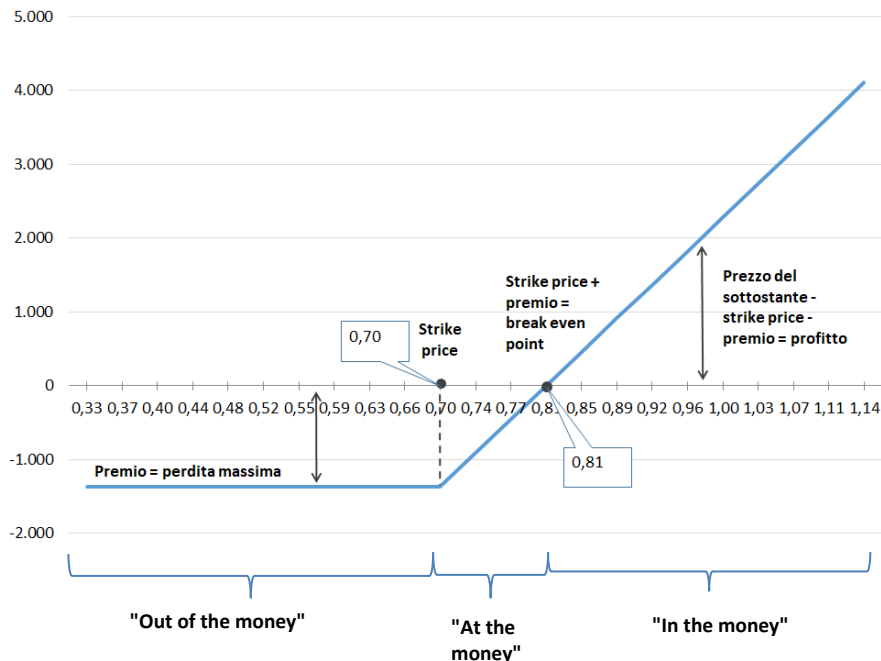 5.000
4.000
3.000
2.000
1.000
0
-1.000
-2.000
Strike price +
premio =
break even
point
Prezzo del
sottostante -
strike price -
premio = profitto
0,70
Strike
price
0,33 0,37 0,40 0,44 0,48 0,52 0,55 0,59 0,63 0,66 0,70 0,74 0,77 0,8 0,85 0,89 0,92 0,96 1,00 1,03 1,07 1,11 1,14
0,81
Premio = perdita massima
"Out of the money"
"At the
money"
"In the money"